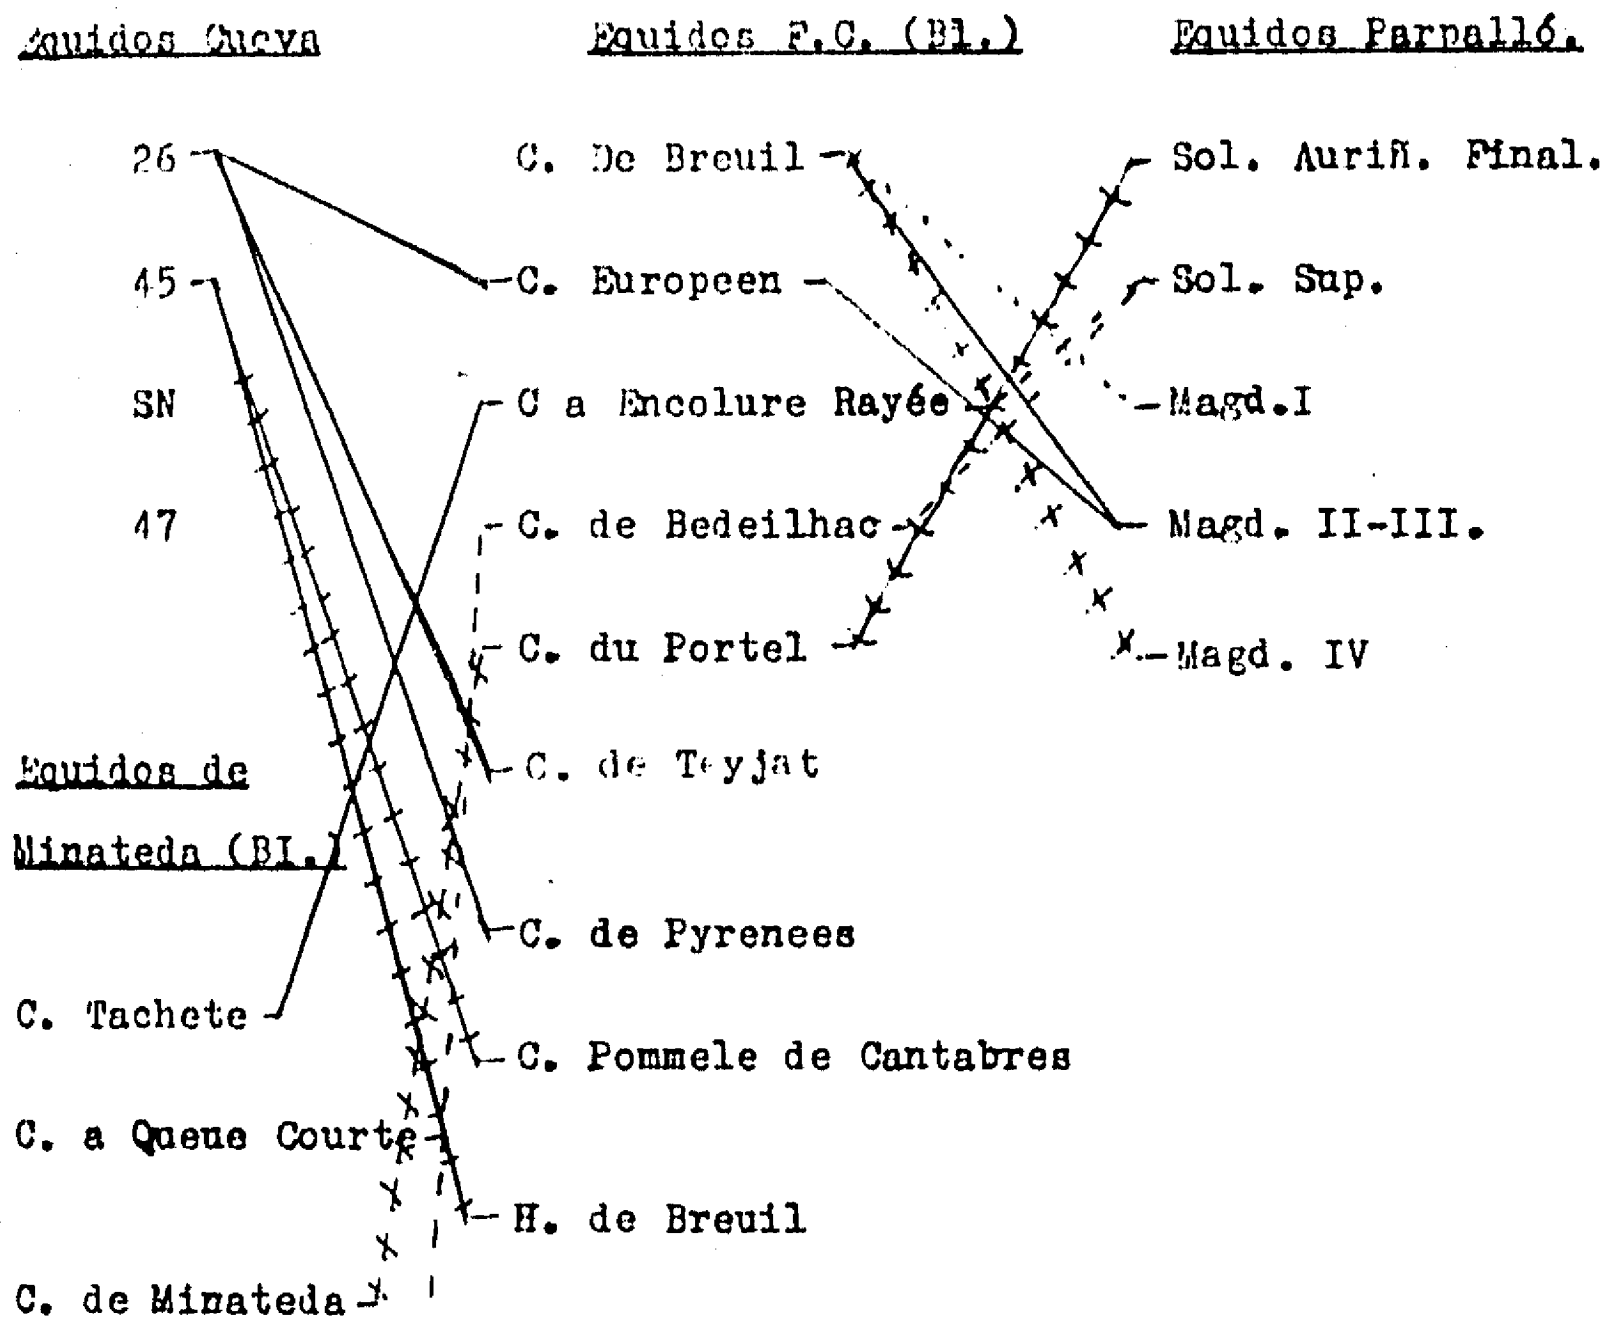 Equidos Cueva
26
45
SN
47
Equidos de
Minateda (BI.)
C. Tachete
C. a Queue Courte
C. de Minateda
Equidos F.C. (Bl.)
C. De Breuil
C. Europeen
C a Encolure Rayée
C. de Bedeilhac
C. du Portel
C. de Teyjat
C. de Pyrenees
C. Pommele de Cantabres
H. de Breuil
Equidos Parpalló.
Sol. Auriñ. Final.
Sol. Sup.
Magd.I
Magd. II-III.
Magd. IV